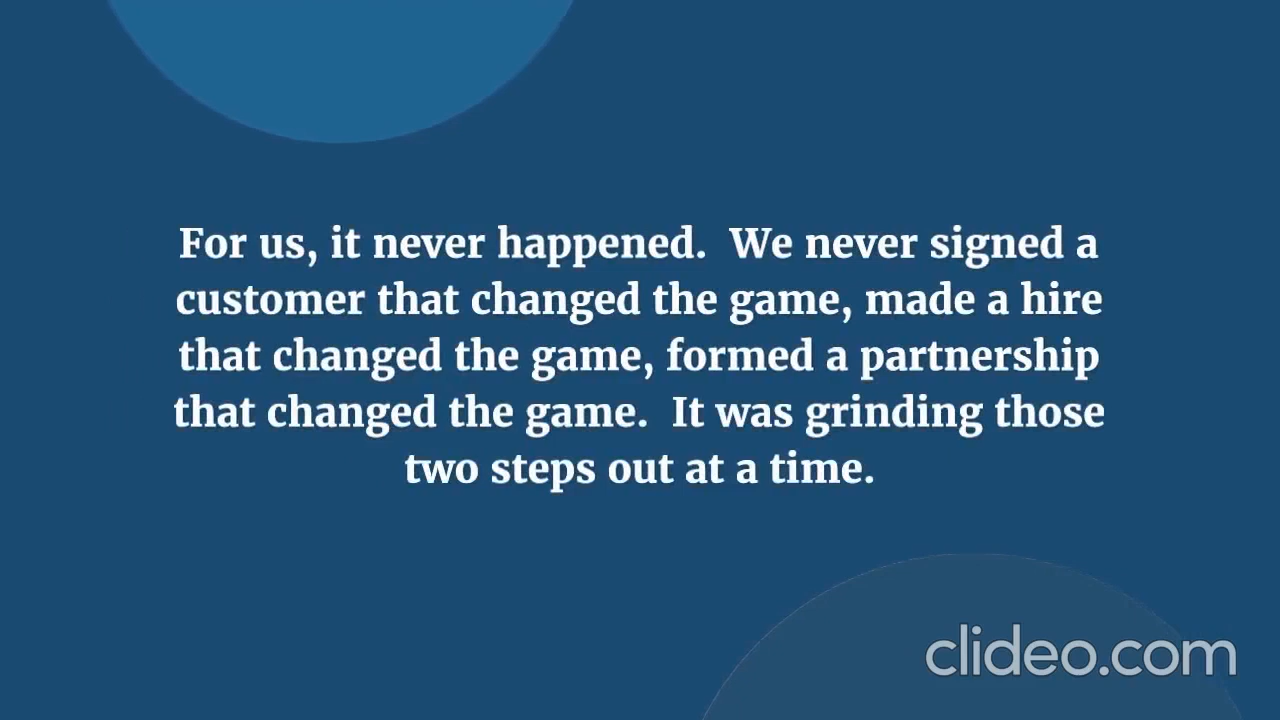 For us, it never happened.  We never signed a
customer that changed the game, made a hire
that changed the game, formed a partnership
that changed the game.  It was grinding those
two steps out at a time.
clideo.com